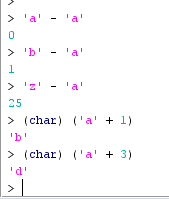 >
> 'a' - 'a'
0
> 'b' - 'a'
1
> 'z' - 'a'
25
> (char) ('a' + 1)
'b'
> (char) ('a' + 3)
'd'
>